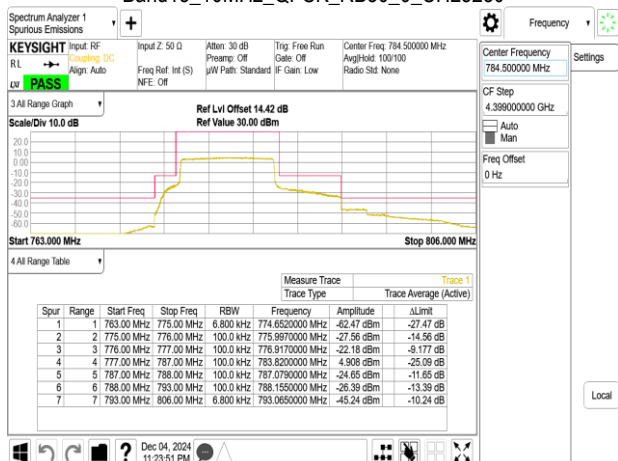 Spectrum Analyzer 1
Spurious Emissions
Frequency
KEYSIGHT
RL
PASS
Input: RF
Coupling: DC
Align: Auto
Input Z: 50 Ω
Freq Ref: Int (S)
NFE: Off
Atten: 30 dB
Preamp: Off
µW Path: Standard
Trig: Free Run
Gate: Off
IF Gain: Low
Center Freq: 784.500000 MHz
Avg|Hold: 100/100
Radio Std: None
Center Frequency
784.500000 MHz
Settings
CF Step
4.399000000 GHz
Auto
Man
Freq Offset
0 Hz
3 All Range Graph
Scale/Div 10.0 dB
Ref Lvl Offset 14.42 dB
Ref Value 30.00 dBm
20.0
10.0
0.00
-10.0
-20.0
-30.0
-40.0
-50.0
-60.0
Start 763.000 MHz
Stop 806.000 MHz
4 All Range Table
Measure Trace Trace 1
Trace Type Trace Average (Active)
Spur Range Start Freq Stop Freq RBW Frequency Amplitude ΔLimit
1 1 763.00 MHz 775.00 MHz 6.800 kHz 774.6520000 MHz -62.47 dBm -27.47 dB
2 2 775.00 MHz 776.00 MHz 100.0 kHz 775.9970000 MHz -27.56 dBm -14.56 dB
3 3 776.00 MHz 777.00 MHz 100.0 kHz 776.9170000 MHz -22.18 dBm -9.177 dB
4 4 777.00 MHz 787.00 MHz 100.0 kHz 783.8200000 MHz 4.908 dBm -25.09 dB
5 5 787.00 MHz 788.00 MHz 100.0 kHz 787.0790000 MHz -24.65 dBm -11.65 dB
6 6 788.00 MHz 793.00 MHz 100.0 kHz 788.1550000 MHz -26.39 dBm -13.39 dB
7 7 793.00 MHz 806.00 MHz 6.800 kHz 793.0650000 MHz -45.24 dBm -10.24 dB
Local
Dec 04, 2024
11:23:51 PM